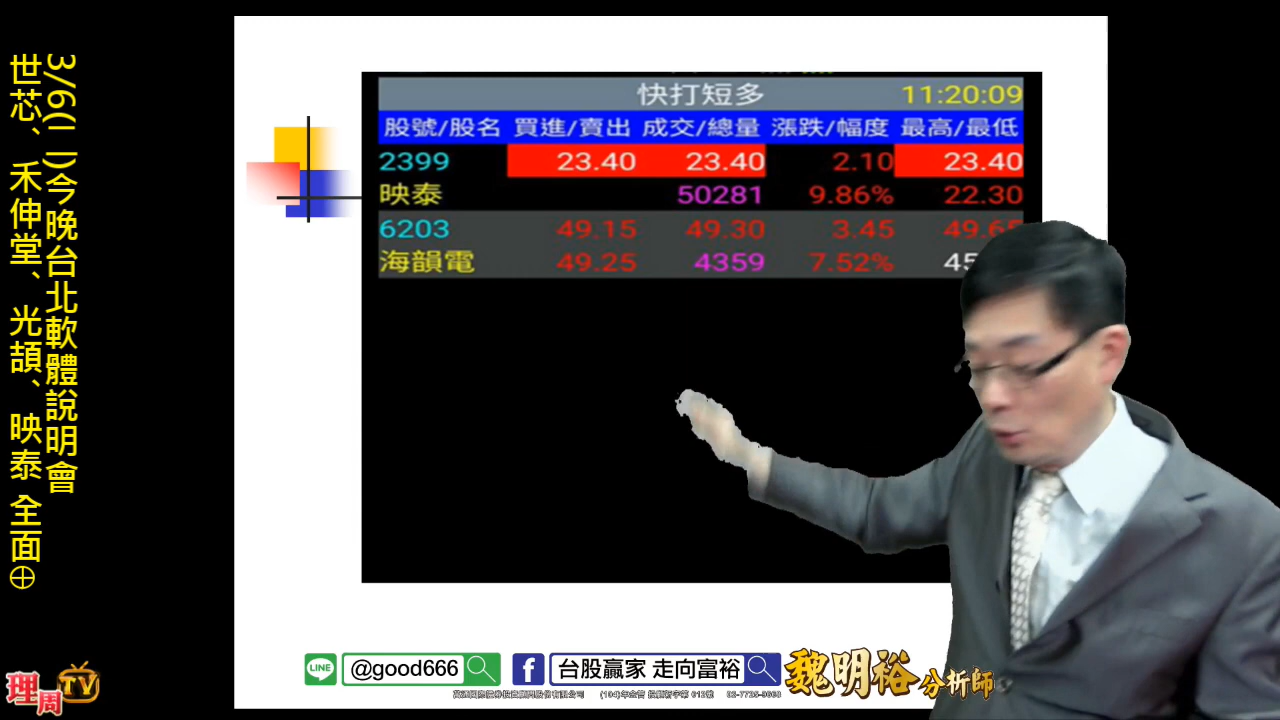 3/6(二)今晚台北軟體說明會
世芯、禾伸堂、光頡、映泰全面⊕
快打短多 11:20:09
股號/股名 買進/賣出 成交/總量 漲跌/幅度 最高/最低
2399 23.40 23.40 2.10 23.40
映泰 50281 9.86% 22.30
6203 49.15 49.30 3.45 49.65
海韻電 49.25 4359 7.52% 45
LINE @good666
f 台股贏家 走向富裕
魏明裕分析師
理周TV